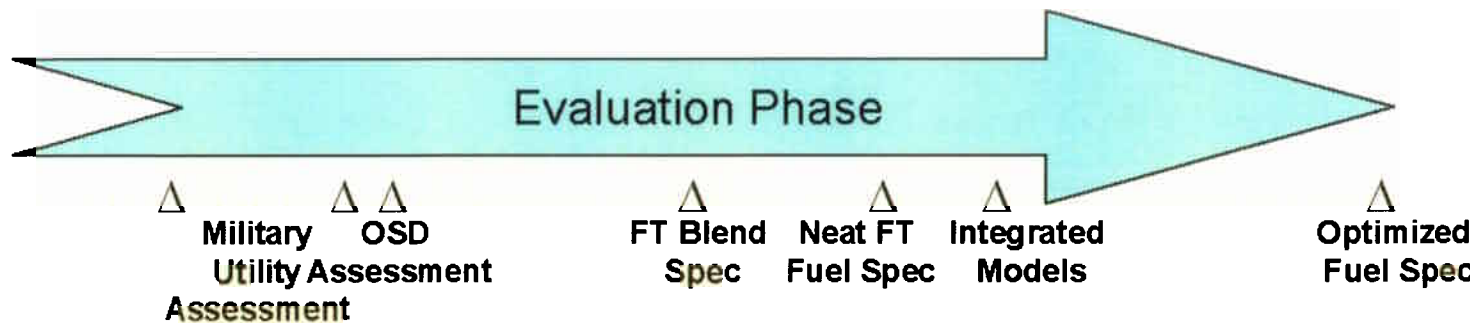 Evaluation Phase
Military OSD FT Blend Neat FT Integrated Optimized
Utility Assessment Spec Fuel Spec Models Fuel Spec
Assessment